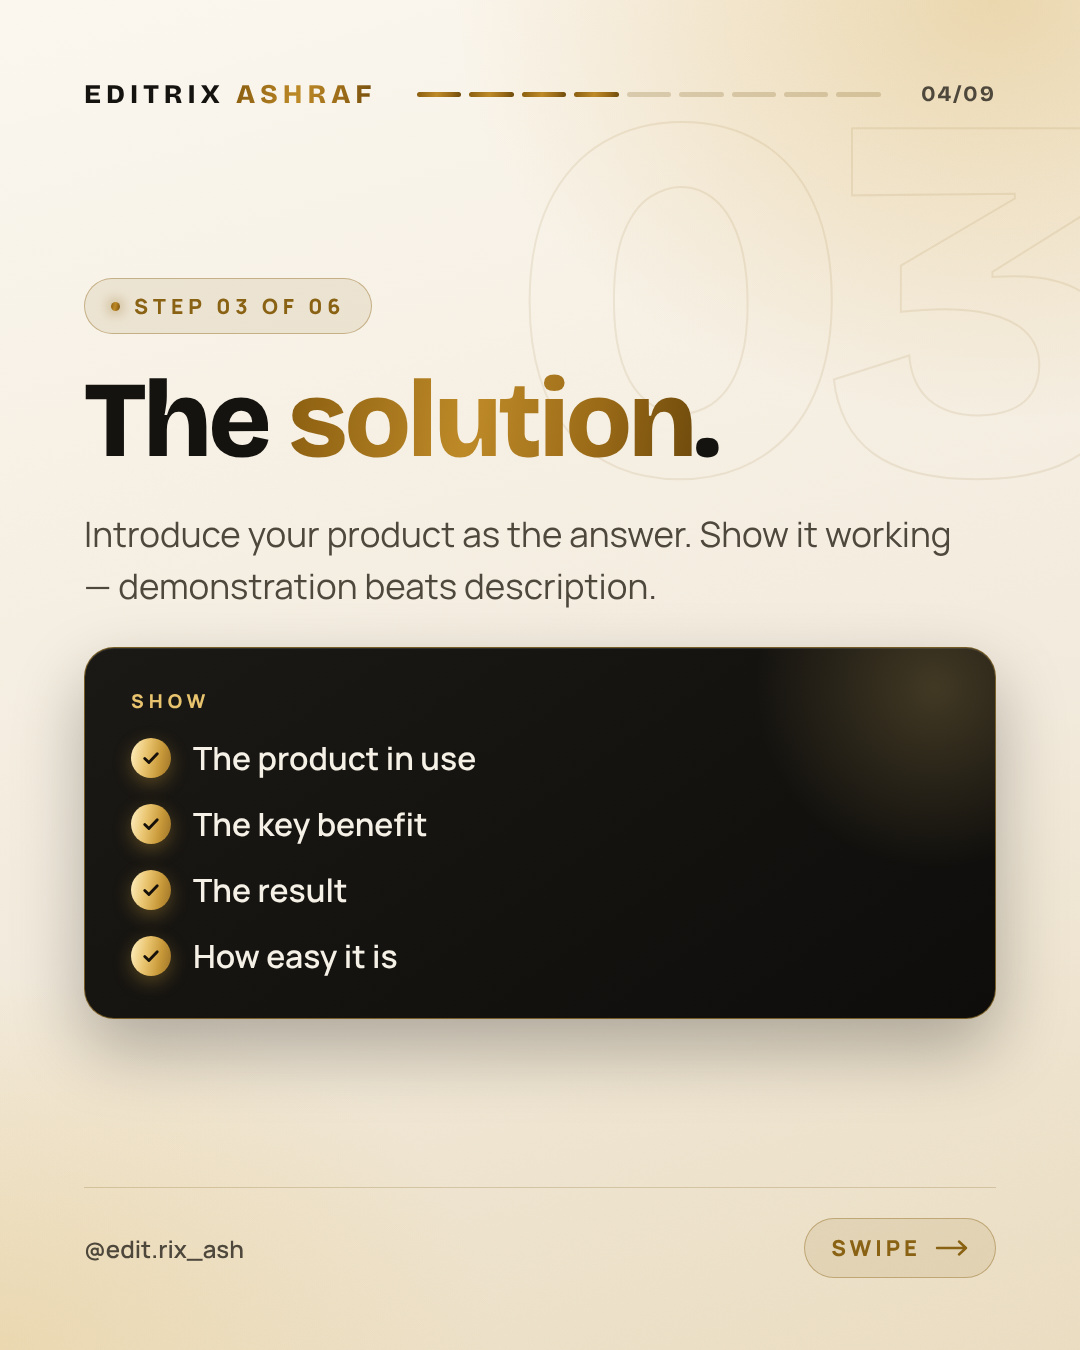 EDITRIX ASHRAF
04/09
03
STEP 03 OF 06
The solution.
Introduce your product as the answer. Show it working
— demonstration beats description.
SHOW
The product in use
The key benefit
The result
How easy it is
@edit.rix_ash
SWIPE →